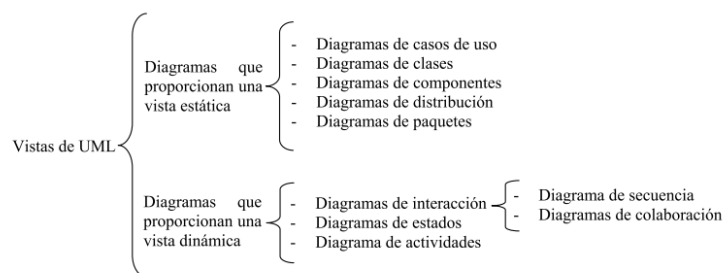 Vistas de UML
Diagramas que
proporcionan una
vista estática
- Diagramas de casos de uso
- Diagramas de clases
- Diagramas de componentes
- Diagramas de distribución
- Diagramas de paquetes
Diagramas que
proporcionan una
vista dinámica
- Diagramas de interacción
- Diagramas de estados
- Diagrama de actividades
- Diagrama de secuencia
- Diagramas de colaboración